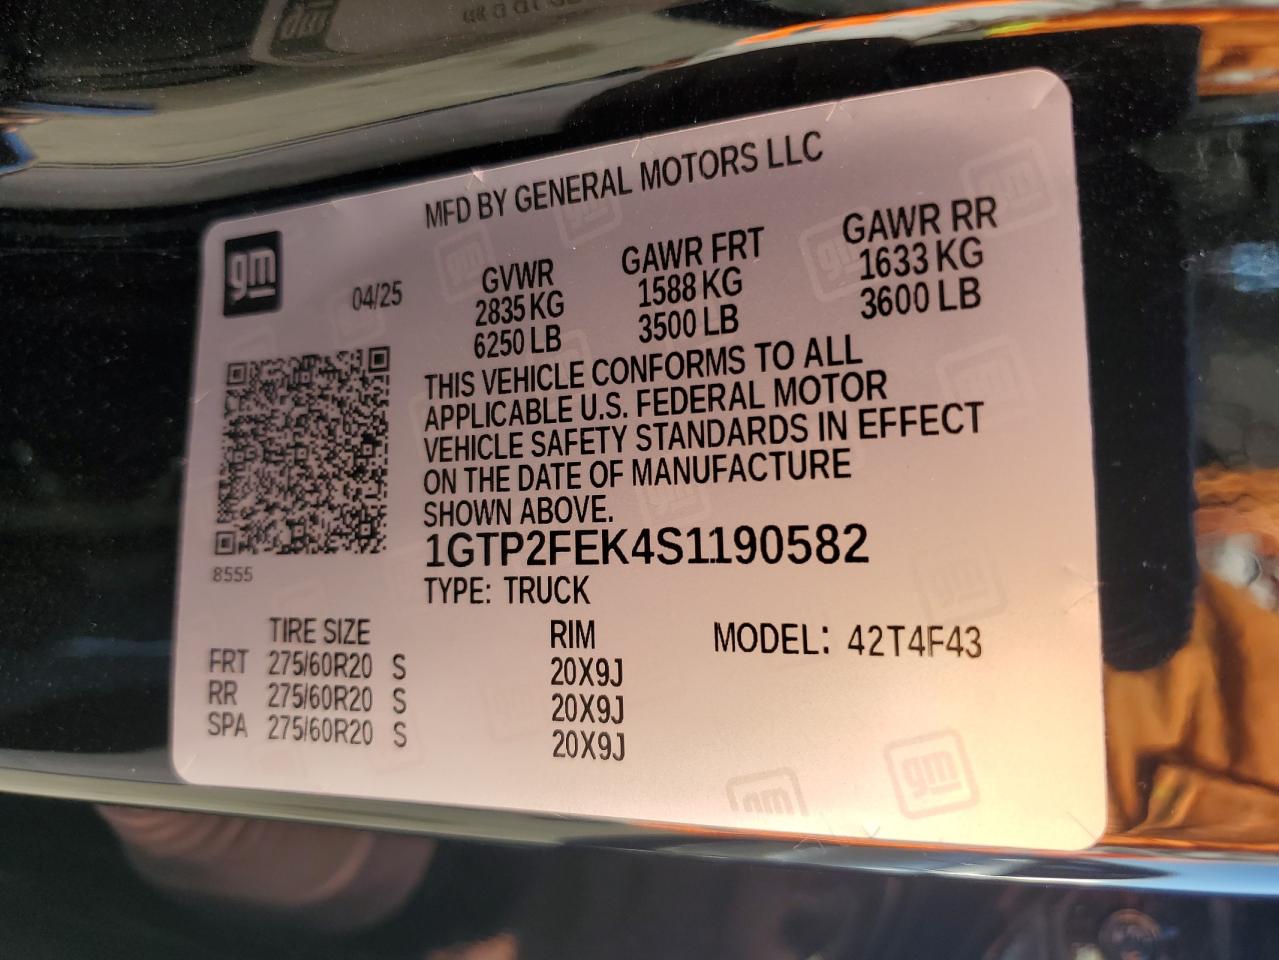 MFD BY GENERAL MOTORS LLC
gm
04/25
GVWR GAWR FRT GAWR RR
2835 KG 1588 KG 1633 KG
6250 LB 3500 LB 3600 LB
THIS VEHICLE CONFORMS TO ALL
APPLICABLE U.S. FEDERAL MOTOR
VEHICLE SAFETY STANDARDS IN EFFECT
ON THE DATE OF MANUFACTURE
SHOWN ABOVE.
1GTP2FEK4S1190582
8555
TYPE: TRUCK
TIRE SIZE RIM MODEL: 42T4F43
FRT 275/60R20 S 20X9J
RR 275/60R20 S 20X9J
SPA 275/60R20 S 20X9J
gm
gm